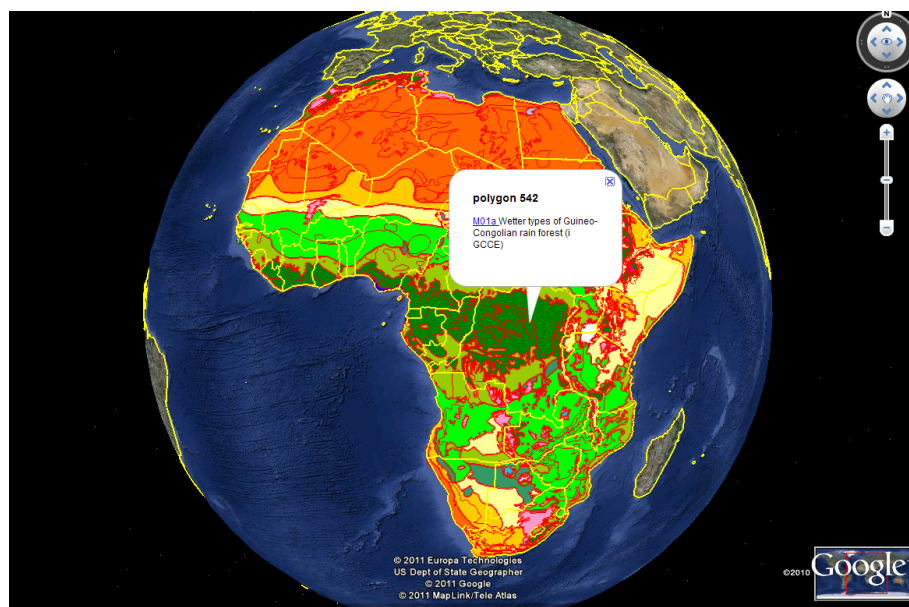 N
polygon 542
M01a Wetter types of Guineo-
Congolian rain forest (i
GCCE)
© 2011 Europa Technologies
US Dept of State Geographer
© 2011 Google
© 2011 MapLink/Tele Atlas
©2010 Google